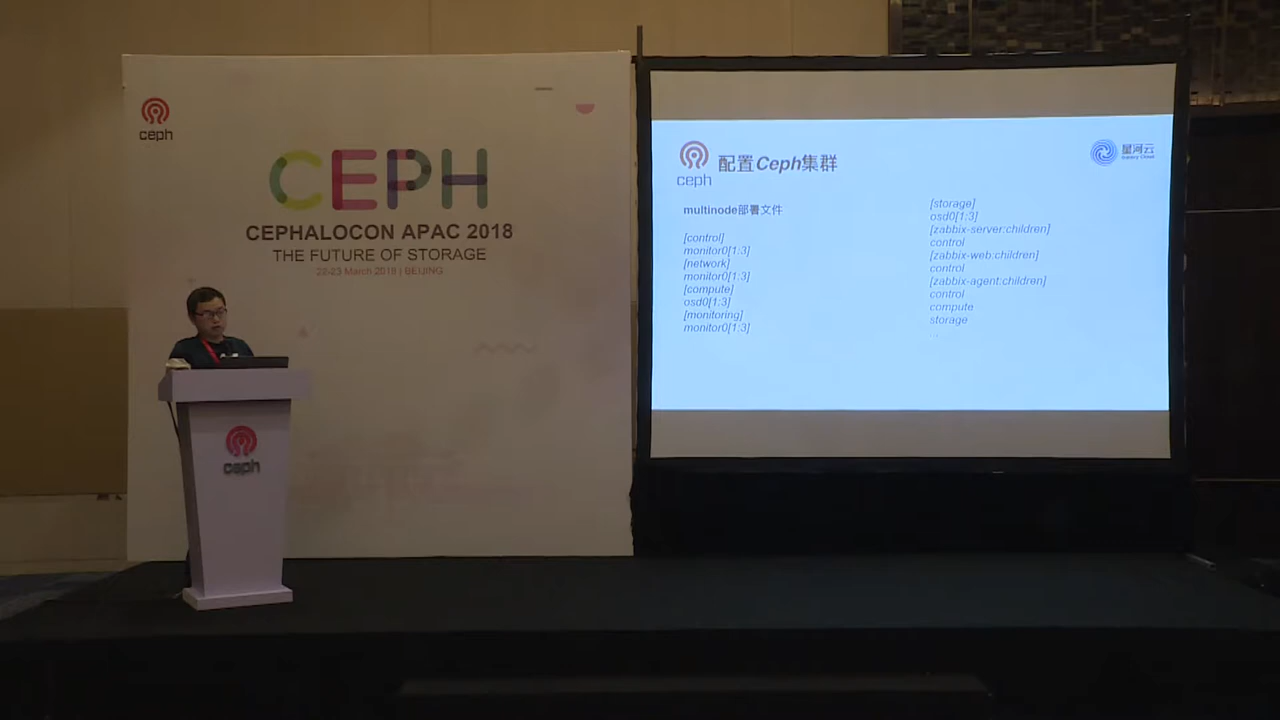 ceph
CEPH
CEPHALOCON APAC 2018
THE FUTURE OF STORAGE
22-23 March 2018 | BEIJING
ceph
ceph
配置Ceph集群
星河云
multinode部署文件
[control]
monitor0[1:3]
[network]
monitor0[1:3]
[compute]
osd0[1:3]
[monitoring]
monitor0[1:3]
[storage]
osd0[1:3]
[zabbix-server:children]
control
[zabbix-web:children]
control
[zabbix-agent:children]
control
compute
storage
...